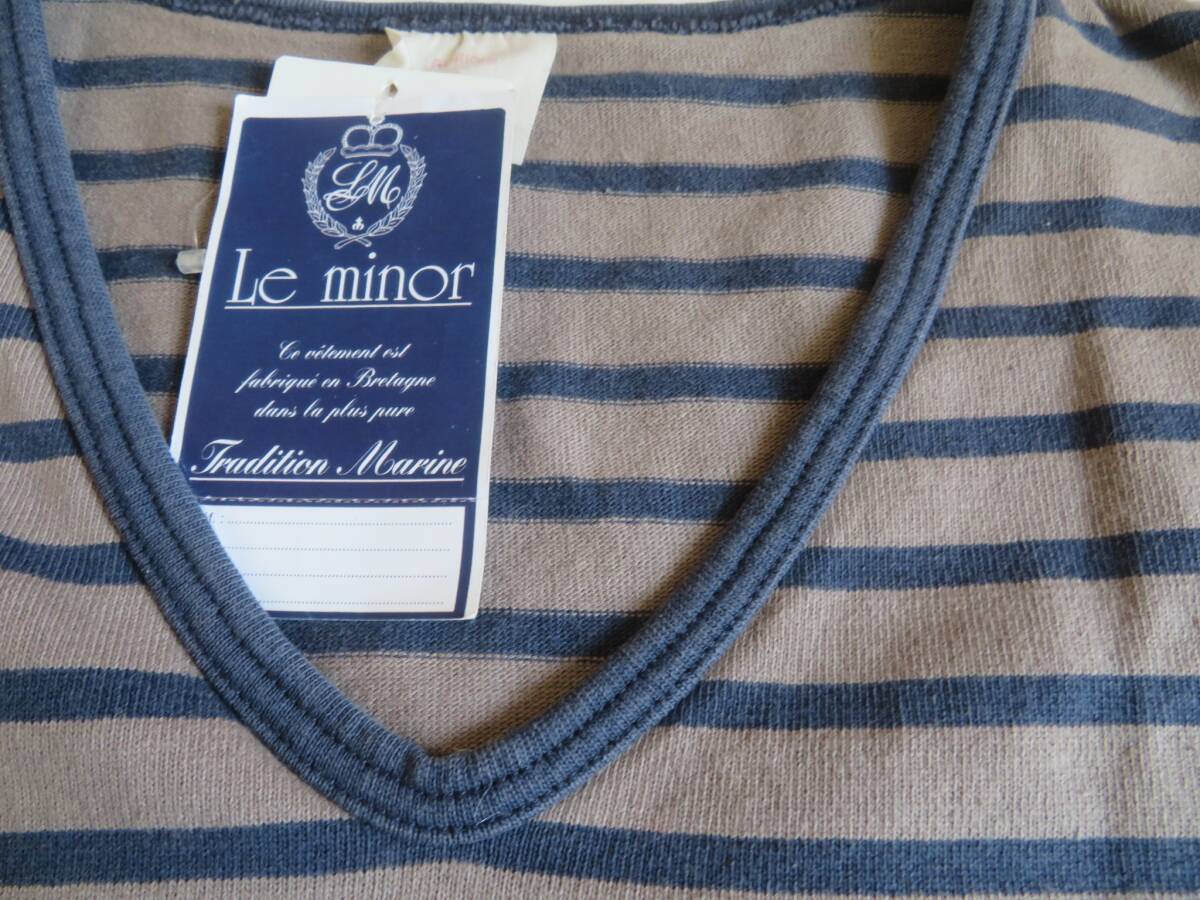 LM
Le minor
Ce vêtement est
fabriqué en Bretagne
dans la plus pure
Tradition Marine